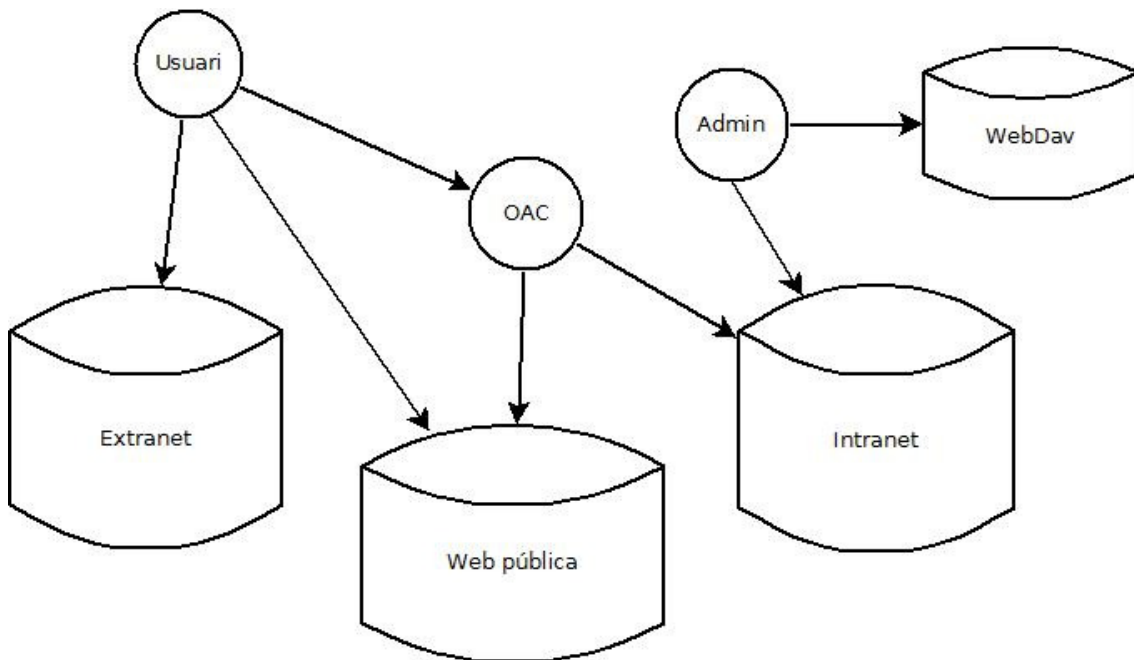 Usuari
Admin
WebDav
OAC
Extranet
Intranet
Web pública